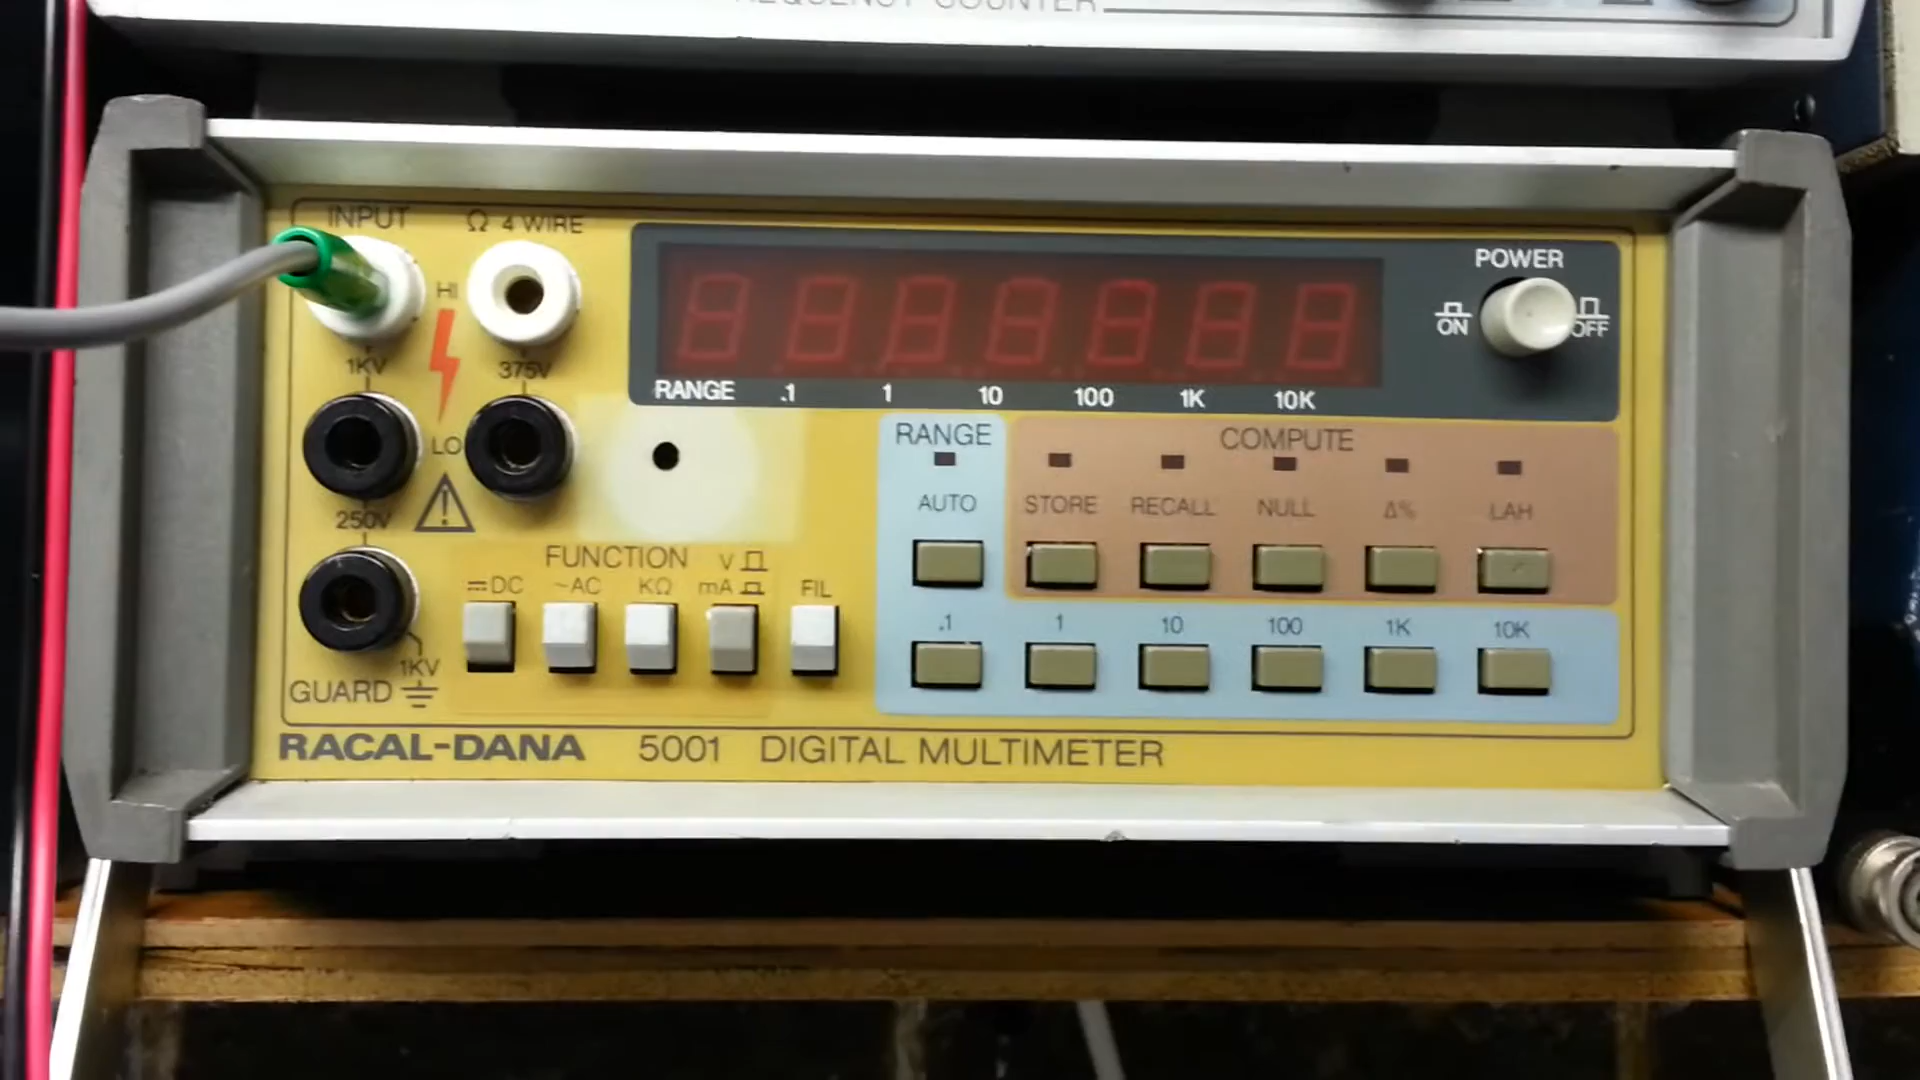 FREQUENCY COUNTER
INPUT
Ω 4 WIRE
HI
1KV
375V
LO
250V
1KV
GUARD
POWER
ON
OFF
RANGE .1 1 10 100 1K 10K
RANGE
COMPUTE
AUTO STORE RECALL NULL Δ% LAH
.1 1 10 100 1K 10K
FUNCTION
V
DC ~AC KΩ mA FIL
RACAL-DANA 5001 DIGITAL MULTIMETER